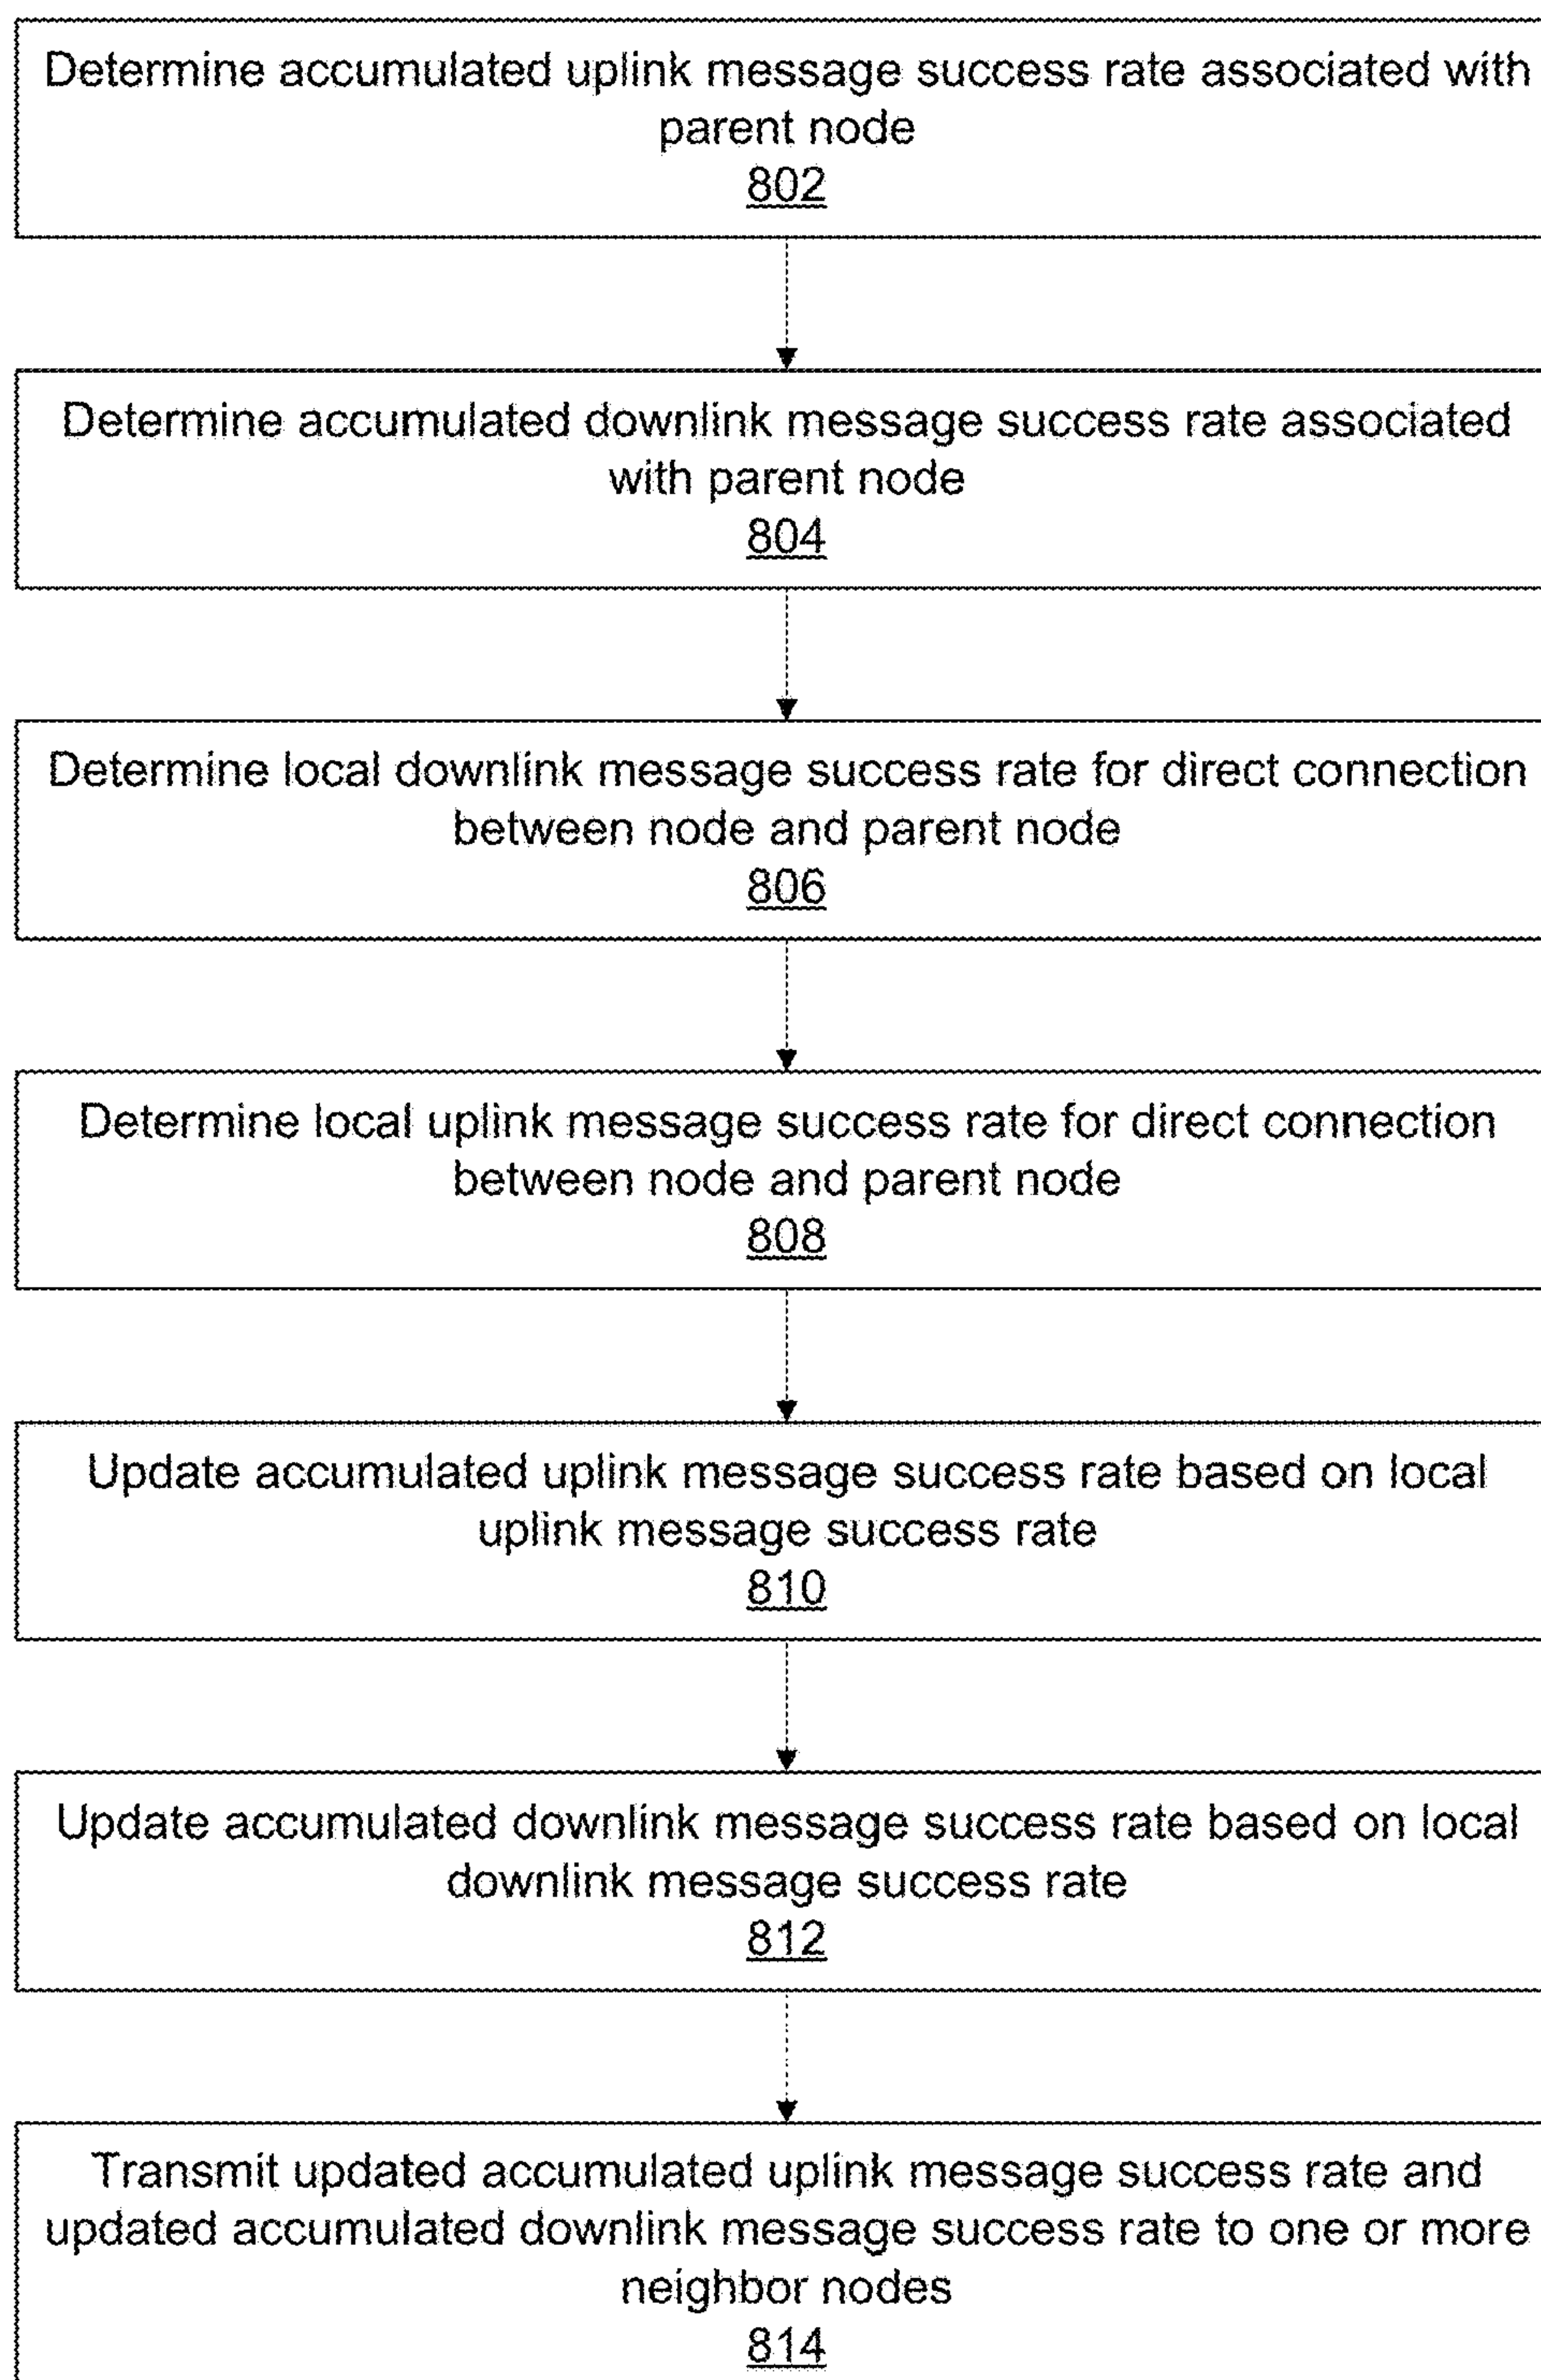 Determine accumulated uplink message success rate associated with
parent node
802
Determine accumulated downlink message success rate associated
with parent node
804
Determine local downlink message success rate for direct connection
between node and parent node
806
Determine local uplink message success rate for direct connection
between node and parent node
808
Update accumulated uplink message success rate based on local
uplink message success rate
810
Update accumulated downlink message success rate based on local
downlink message success rate
812
Transmit updated accumulated uplink message success rate and
updated accumulated downlink message success rate to one or more
neighbor nodes
814